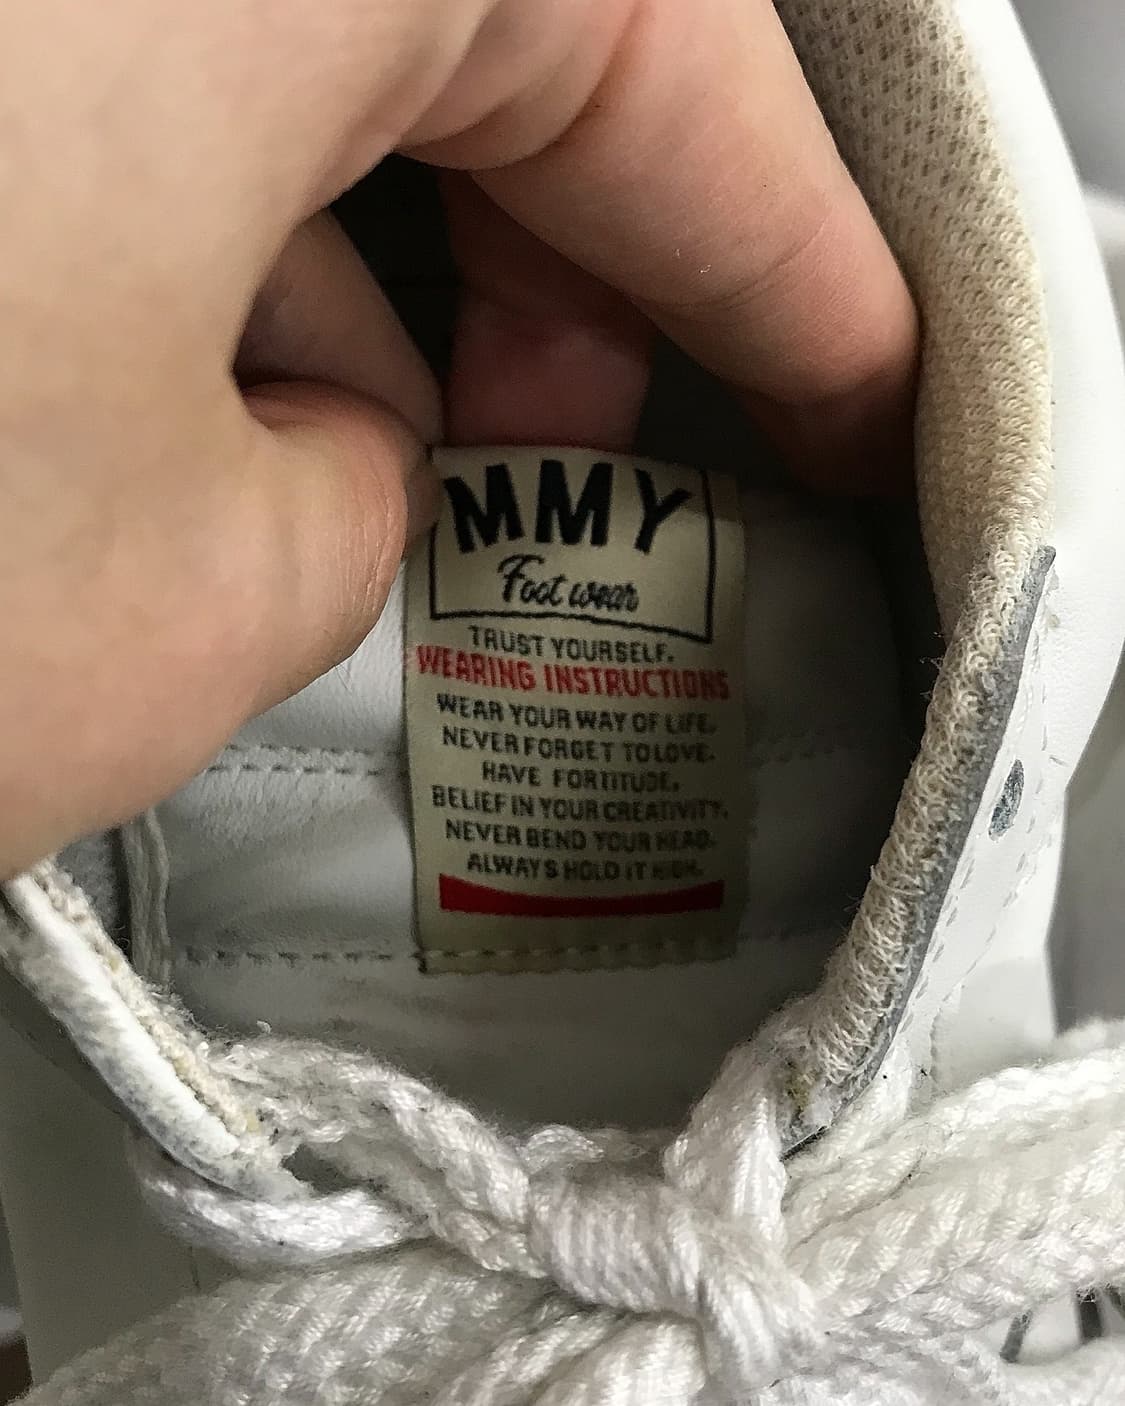 MMY
Foot wear
TRUST YOURSELF.
WEARING INSTRUCTIONS
WEAR YOUR WAY OF LIFE.
NEVER FORGET TO LOVE.
HAVE FORTITUDE.
BELIEF IN YOUR CREATIVITY.
NEVER BEND YOUR HEAD.
ALWAYS HOLD IT HIGH.